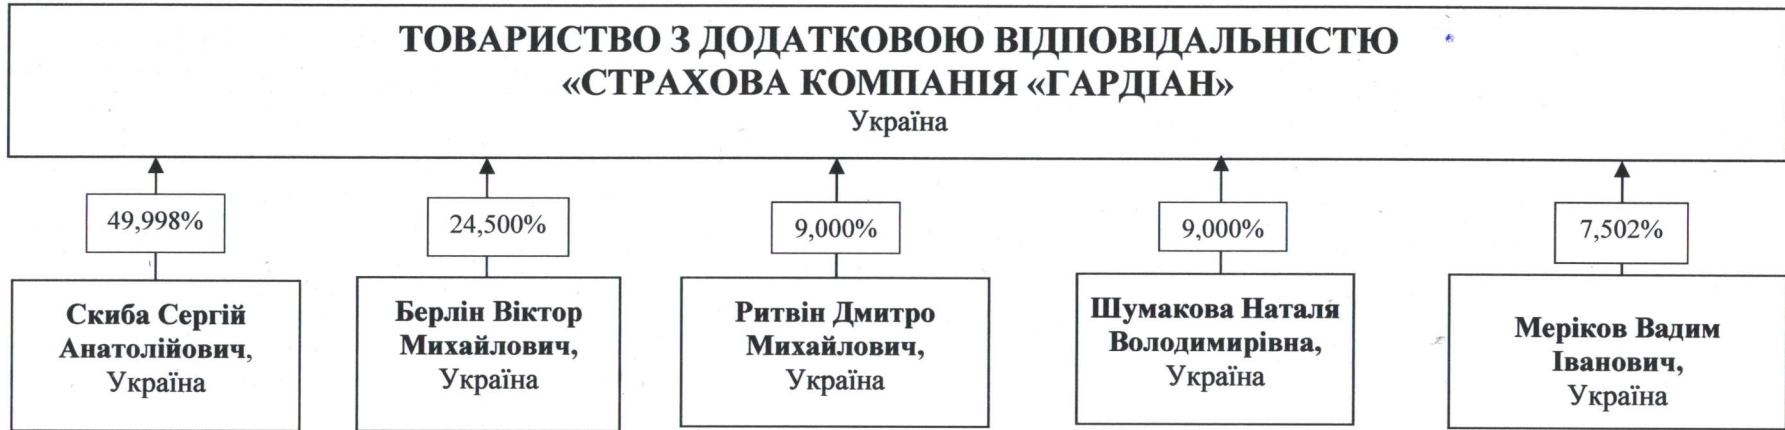 ТОВАРИСТВО З ДОДАТКОВОЮ ВІДПОВІДАЛЬНІСТЮ
«СТРАХОВА КОМПАНІЯ «ГАРДІАН»
Україна
49,998%
24,500%
9,000%
9,000%
7,502%
Скиба Сергій
Анатолійович,
Україна
Берлін Віктор
Михайлович,
Україна
Ритвін Дмитро
Михайлович,
Україна
Шумакова Наталя
Володимирівна,
Україна
Меріков Вадим
Іванович,
Україна